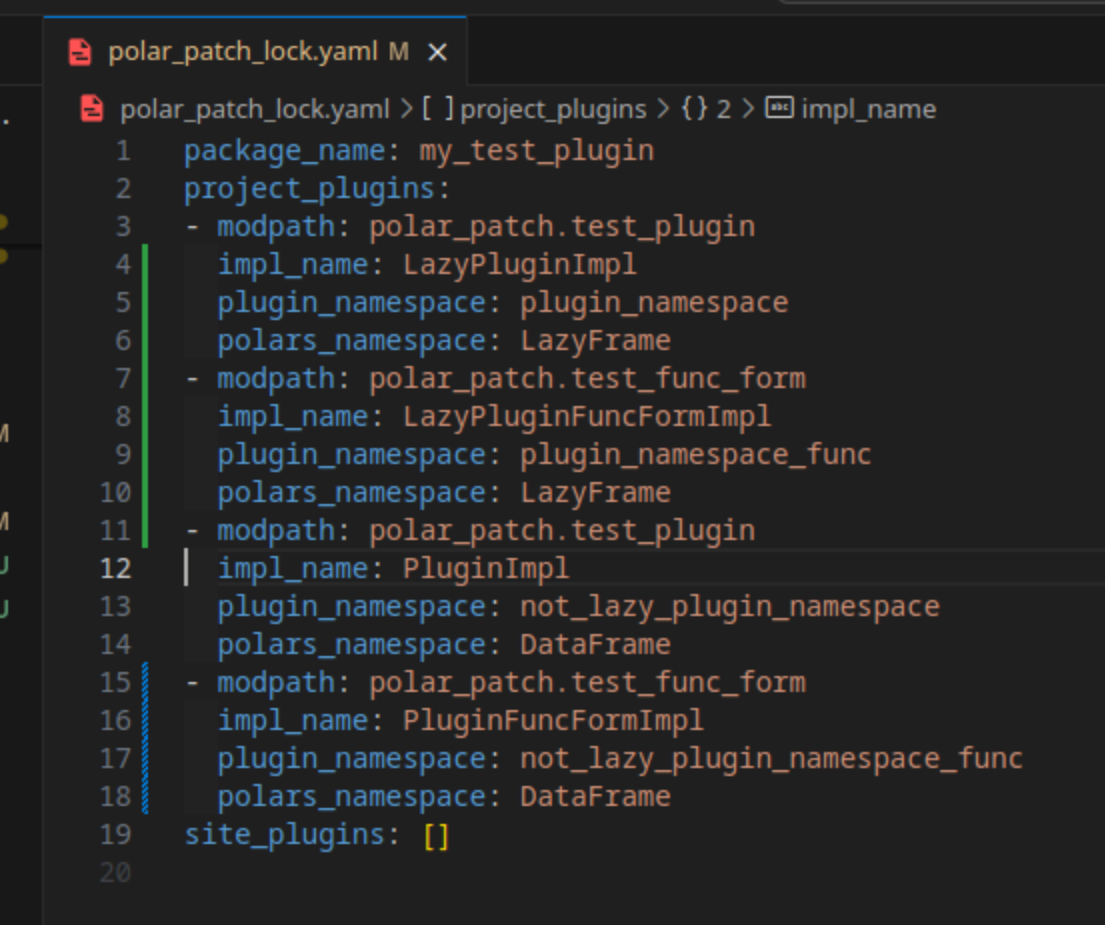 polar_patch_lock.yaml M
polar_patch_lock.yaml > [ ] project_plugins > {} 2 > abc impl_name
1 package_name: my_test_plugin
2 project_plugins:
3 - modpath: polar_patch.test_plugin
4   impl_name: LazyPluginImpl
5   plugin_namespace: plugin_namespace
6   polars_namespace: LazyFrame
7 - modpath: polar_patch.test_func_form
8   impl_name: LazyPluginFuncFormImpl
9   plugin_namespace: plugin_namespace_func
10   polars_namespace: LazyFrame
11 - modpath: polar_patch.test_plugin
12   impl_name: PluginImpl
13   plugin_namespace: not_lazy_plugin_namespace
14   polars_namespace: DataFrame
15 - modpath: polar_patch.test_func_form
16   impl_name: PluginFuncFormImpl
17   plugin_namespace: not_lazy_plugin_namespace_func
18   polars_namespace: DataFrame
19 site_plugins: []
20
M
M
U
U